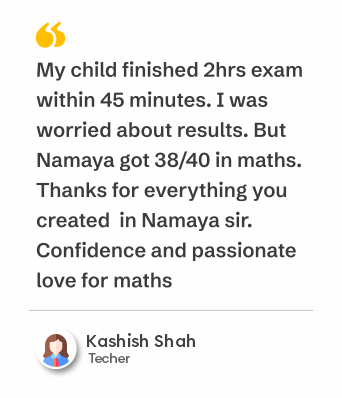 My child finished 2hrs exam
within 45 minutes. I was
worried about results. But
Namaya got 38/40 in maths.
Thanks for everything you
created  in Namaya sir.
Confidence and passionate
love for maths
Kashish Shah
Techer